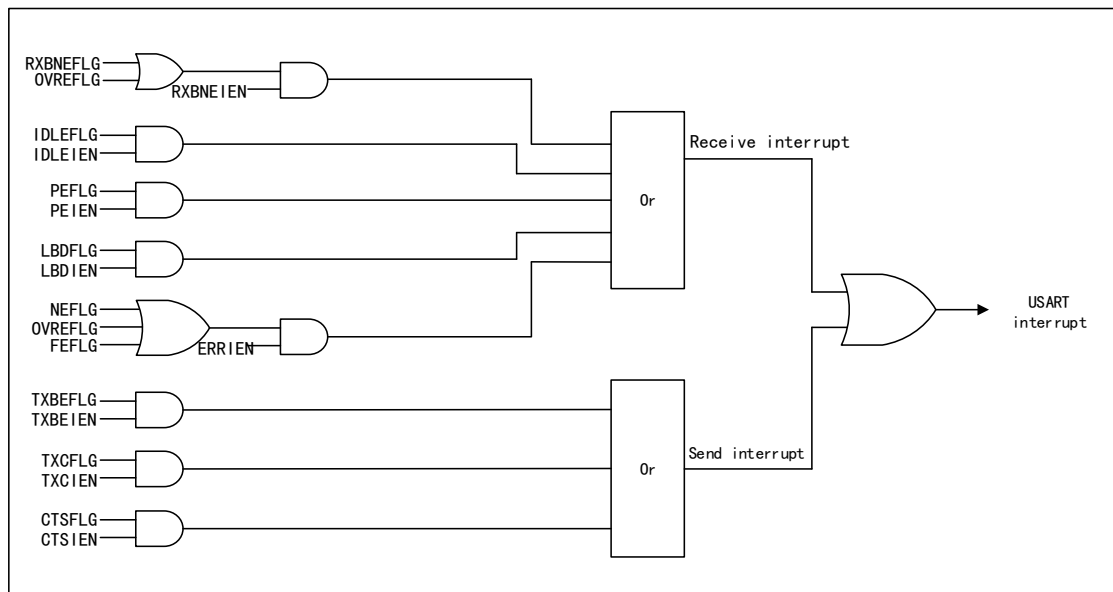 RXBNEFLG
OVREFLG
RXBNEIEN
IDLEFLG
IDLEIEN
PEFLG
PEIEN
LBDFLG
LBDIEN
NEFLG
OVREFLG
FEFLG
ERRIEN
Or
Receive interrupt
TXBEFLG
TXBEIEN
TXCFLG
TXCIEN
CTSFLG
CTSIEN
Or
Send interrupt
USART
interrupt